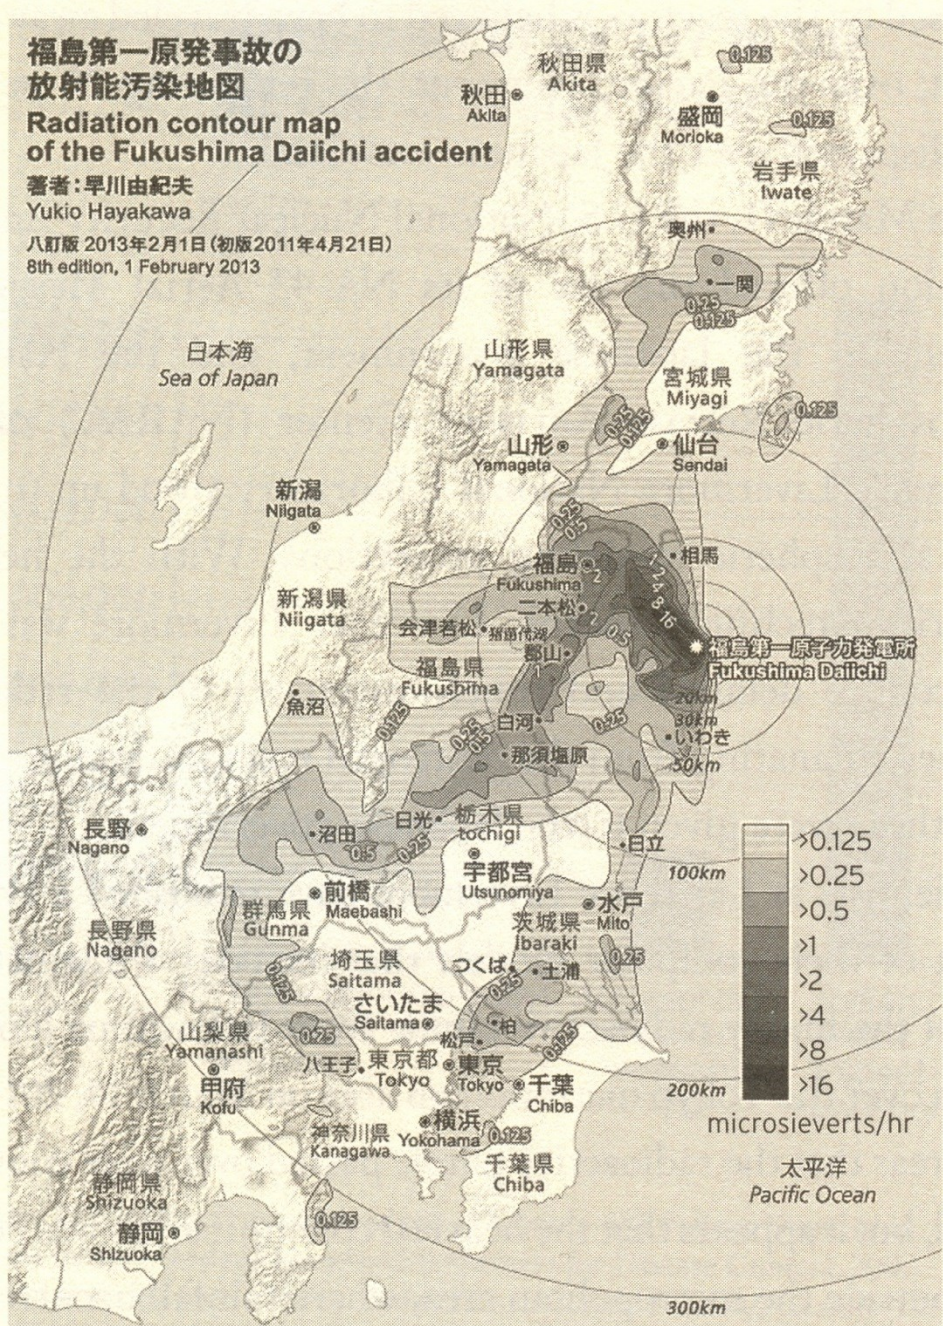 福島第一原発事故の
放射能汚染地図
Radiation contour map
of the Fukushima Daiichi accident
著者：早川由紀夫
Yukio Hayakawa
八訂版 2013年2月1日（初版2011年4月21日）
8th edition, 1 February 2013
秋田県
Akita
秋田
Akita
0.125
盛岡
Morioka
0.125
岩手県
Iwate
奥州
一関
0.25
0.125
日本海
Sea of Japan
山形県
Yamagata
宮城県
Miyagi
0.25
0.125
0.125
山形
Yamagata
仙台
Sendai
新潟
Niigata
0.25
0.5
相馬
福島
Fukushima
1
2
1
2
4
8
16
新潟県
Niigata
二本松
1
会津若松
猪苗代湖
0.5
郡山
1
福島第一原子力発電所
Fukushima Daiichi
福島県
Fukushima
20km
30km
50km
魚沼
0.125
白河
0.25
いわき
0.25
0.5
那須塩原
長野
Nagano
沼田
0.5
日光
0.25
栃木県
tochigi
宇都宮
Utsunomiya
日立
100km
前橋
Maebashi
群馬県
Gunma
水戸
Mito
茨城県
Ibaraki
長野県
Nagano
埼玉県
Saitama
つくば
土浦
0.25
0.25
0.125
さいたま
Saitama
柏
0.25
松戸
0.125
山梨県
Yamanashi
八王子
東京都
Tokyo
東京
Tokyo
甲府
Kofu
千葉
Chiba
200km
神奈川県
Kanagawa
横浜
Yokohama
0.125
千葉県
Chiba
静岡県
Shizuoka
静岡
Shizuoka
0.125
300km
>0.125
>0.25
>0.5
>1
>2
>4
>8
>16
microsieverts/hr
太平洋
Pacific Ocean